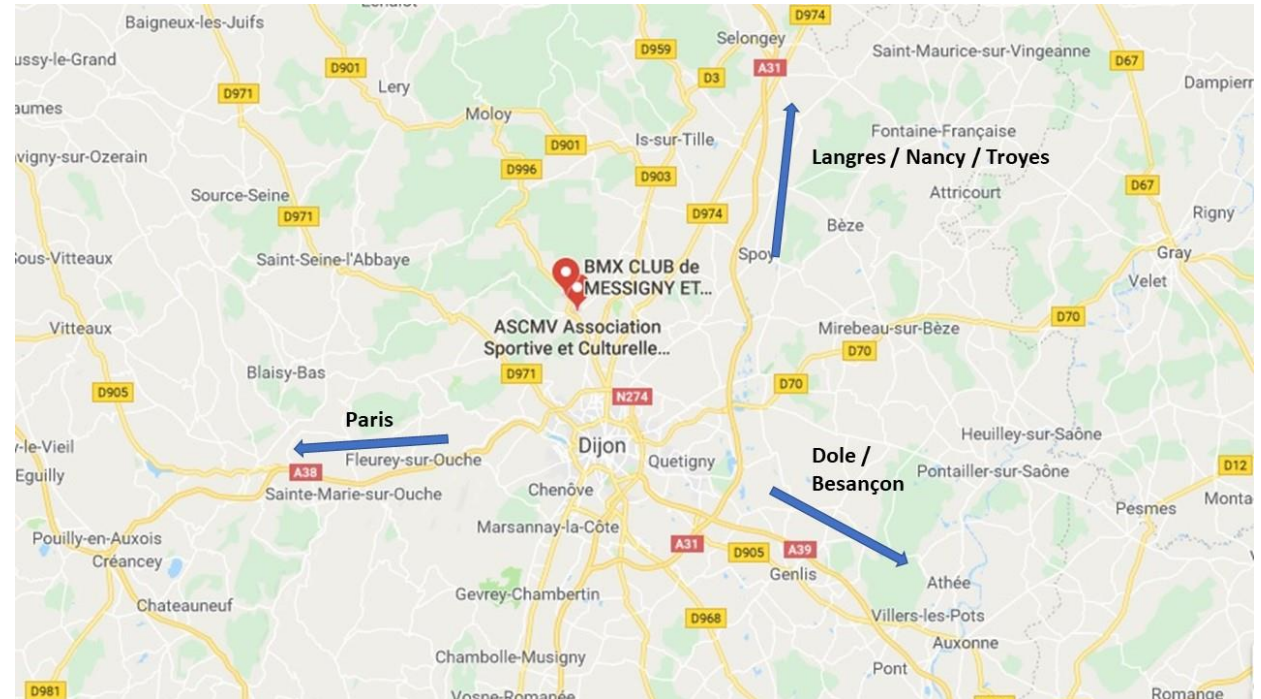 D974
Baigneux-les-Juifs
Selongey
D959
Saint-Maurice-sur-Vingeanne
ussy-le-Grand
D901
A31
D67
D3
Dampierr
Lery
D971
aumes
Moloy
Fontaine-Française
Is-sur-Tille
D901
Langres / Nancy / Troyes
avigny-sur-Ozerain
D996
D903
D67
Attricourt
Source-Seine
D971
D974
Rigny
Bèze
Spoy
Gray
Sous-Vitteaux
Saint-Seine-l'Abbaye
BMX CLUB de
MESSIGNY ET...
Velet
D70
Vitteaux
ASCMV Association
Sportive et Culturelle...
Mirebeau-sur-Bèze
D70
Blaisy-Bas
D971
D70
D905
N274
Paris
Heuilley-sur-Saône
y-le-Vieil
Dijon
Dole /
Besançon
Fleurey-sur-Ouche
Quetigny
A38
Pontailler-sur-Saône
D12
Eguilly
Sainte-Marie-sur-Ouche
Chenôve
Monta
Pesmes
Marsannay-la-Côte
Pouilly-en-Auxois
A31
D905
A39
Créancey
Genlis
Athée
Gevrey-Chambertin
Chateauneuf
D968
Villers-les-Pots
Auxonne
Chambolle-Musigny
Pont
D981
Vosne-Romanée
Romange